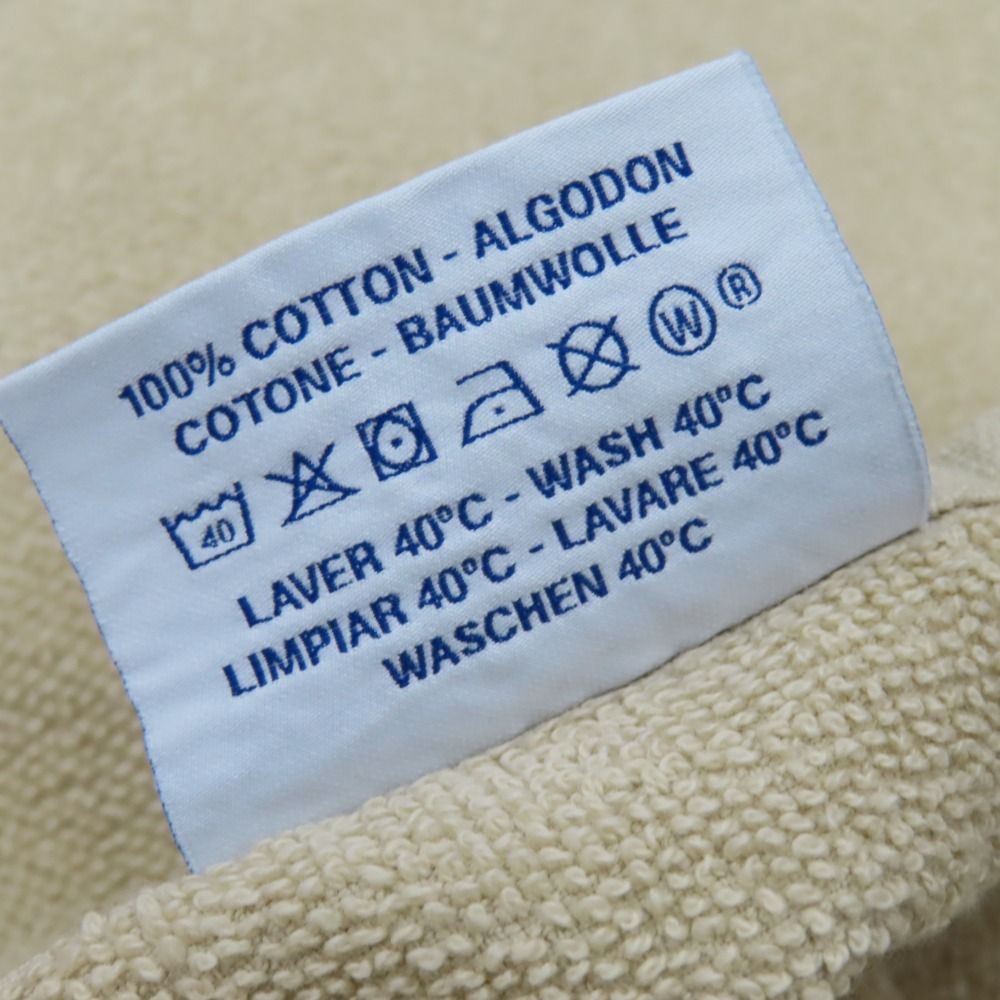 100% COTTON - ALGODON
COTONE - BAUMWOLLE
40 W ®
LAVER 40°C - WASH 40°C
LIMPIAR 40°C - LAVARE 40°C
WASCHEN 40°C